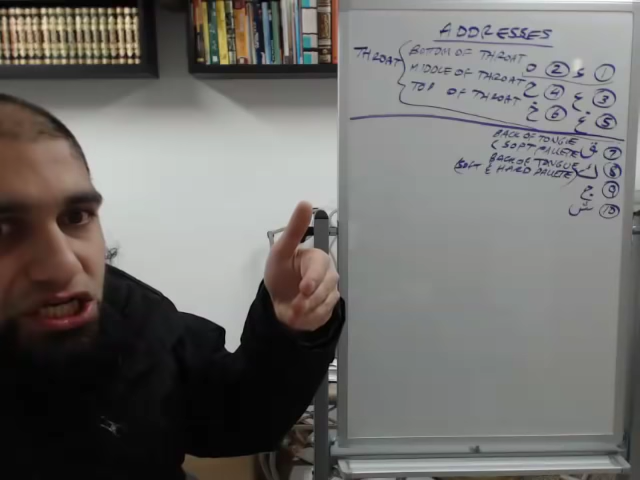 ADDRESSES
THROAT
BOTTOM OF THROAT ه ② ء ①
MIDDLE OF THROAT ح ④ ع ③
TOP OF THROAT خ ⑥ غ ⑤
BACK OF TONGUE
& SOFT PALLETE ق ⑦
BACK OF TONGUE
(SOFT & HARD PALLETE) ك ⑧
ج ⑨
ش ⑩